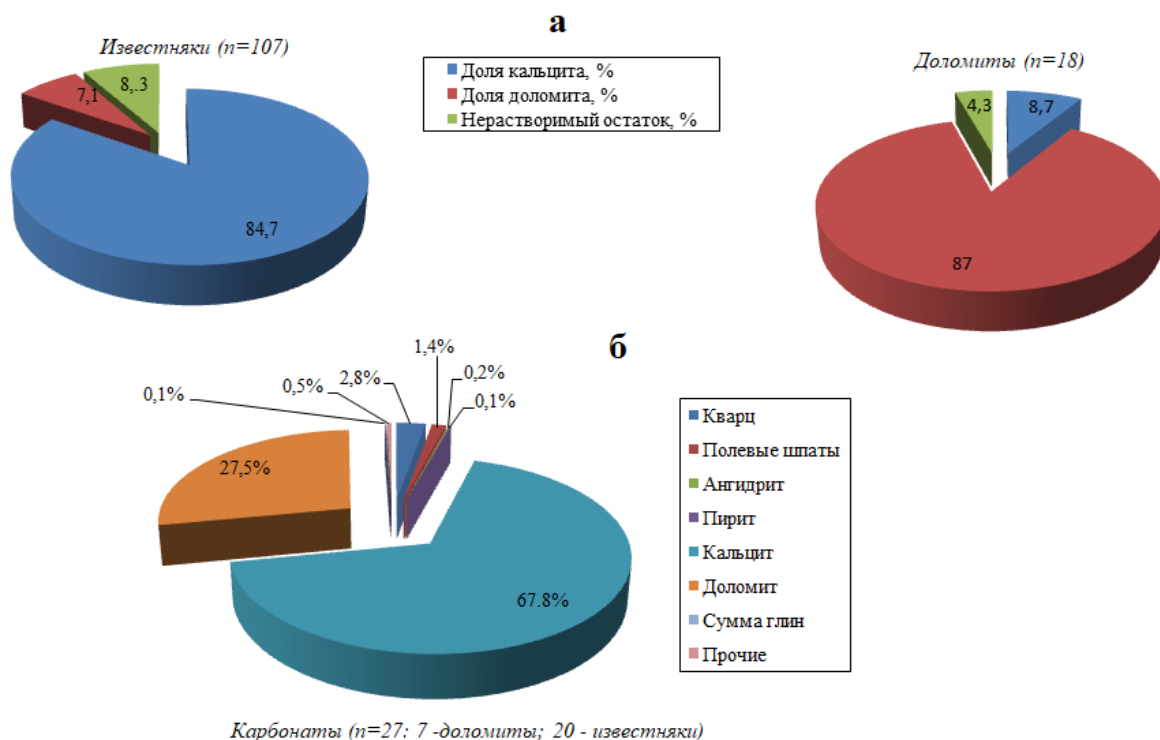 а
Известняки (n=107)
8,.3
7,1
84,7
Доля кальцита, %
Доля доломита, %
Нерастворимый остаток, %
Доломиты (n=18)
4,3
8,7
87
б
0,1%
0,5%
2,8%
1,4%
0,2%
0,1%
27,5%
67.8%
Кварц
Полевые шпаты
Ангидрит
Пирит
Кальцит
Доломит
Сумма глин
Прочие
Карбонаты (n=27: 7 -доломиты; 20 - известняки)